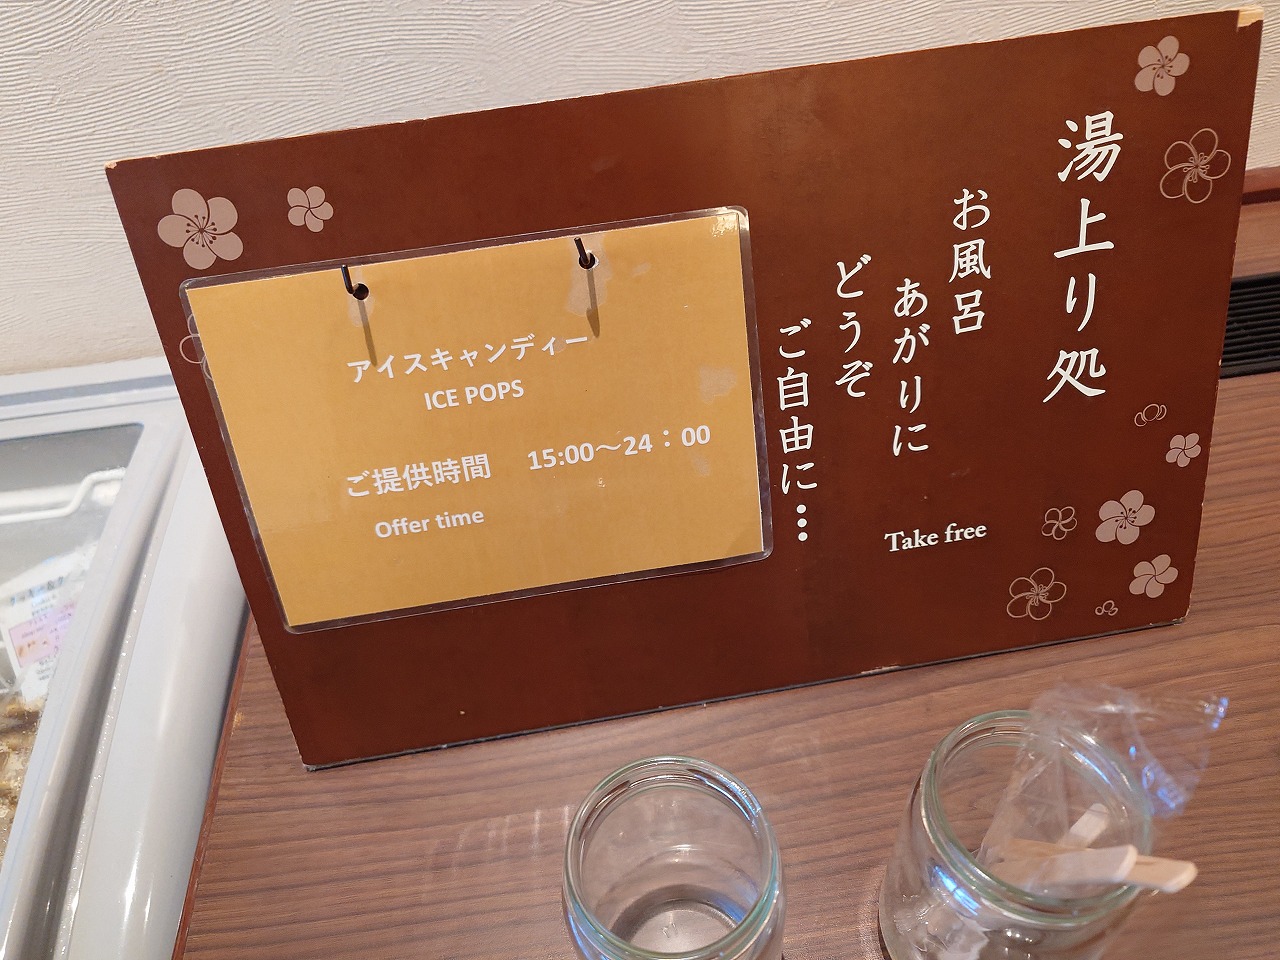 湯上り処
お風呂
あがりに
どうぞ
ご自由に…
Take free
アイスキャンディー
ICE POPS
ご提供時間 15:00～24：00
Offer time